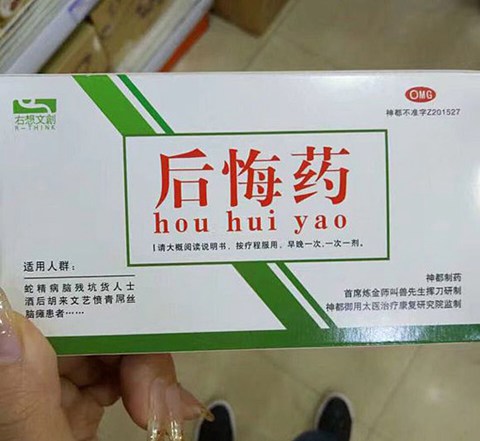 右想文創
R-THINK
OMG
神都不准字Z201527
后悔药
hou hui yao
请大概阅读说明书，按疗程服用，早晚一次，一次一剂。
适用人群：
蛇精病脑残坑货人士
酒后胡来文艺愤青屌丝
脑瘫患者……
神都制药
首席炼金师叫兽先生挥刀研制
神都御用太医治疗康复研究院监制